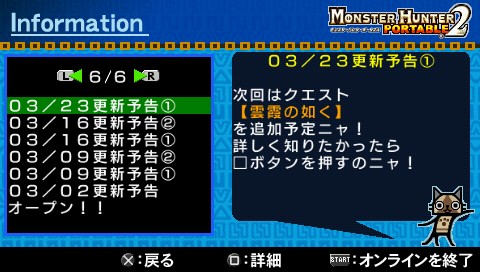 Information
MONSTER HUNTER
PORTABLE 2
L 6/6 R
03/23更新予告①
03/16更新予告②
03/16更新予告①
03/09更新予告②
03/09更新予告①
03/02更新予告
オープン！！
03/23更新予告①
次回はクエスト
【雲霞の如く】
を追加予定ニャ！
詳しく知りたかったら
□ボタンを押すのニャ！
×:戻る
□:詳細
START:オンラインを終了